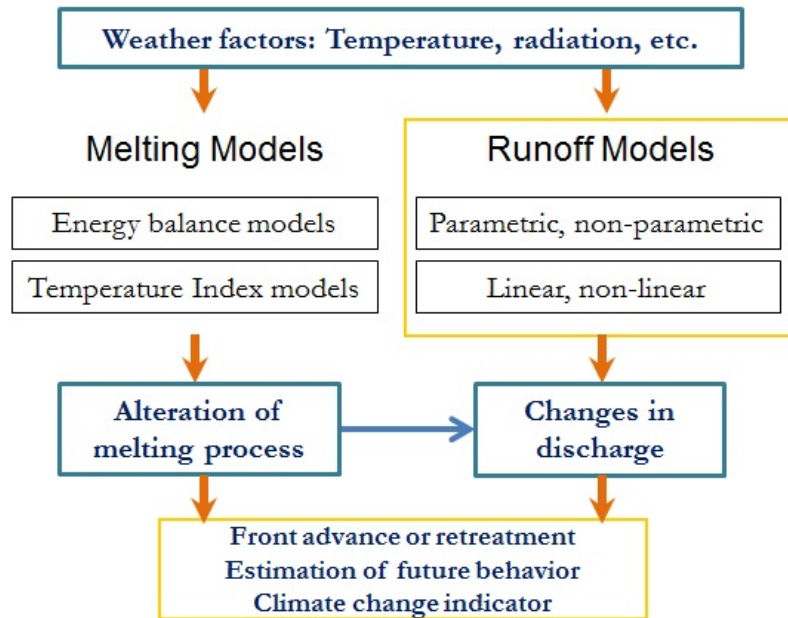 Weather factors: Temperature, radiation, etc.
Melting Models
Runoff Models
Energy balance models
Parametric, non-parametric
Temperature Index models
Linear, non-linear
Alteration of
melting process
Changes in
discharge
Front advance or retreatment
Estimation of future behavior
Climate change indicator